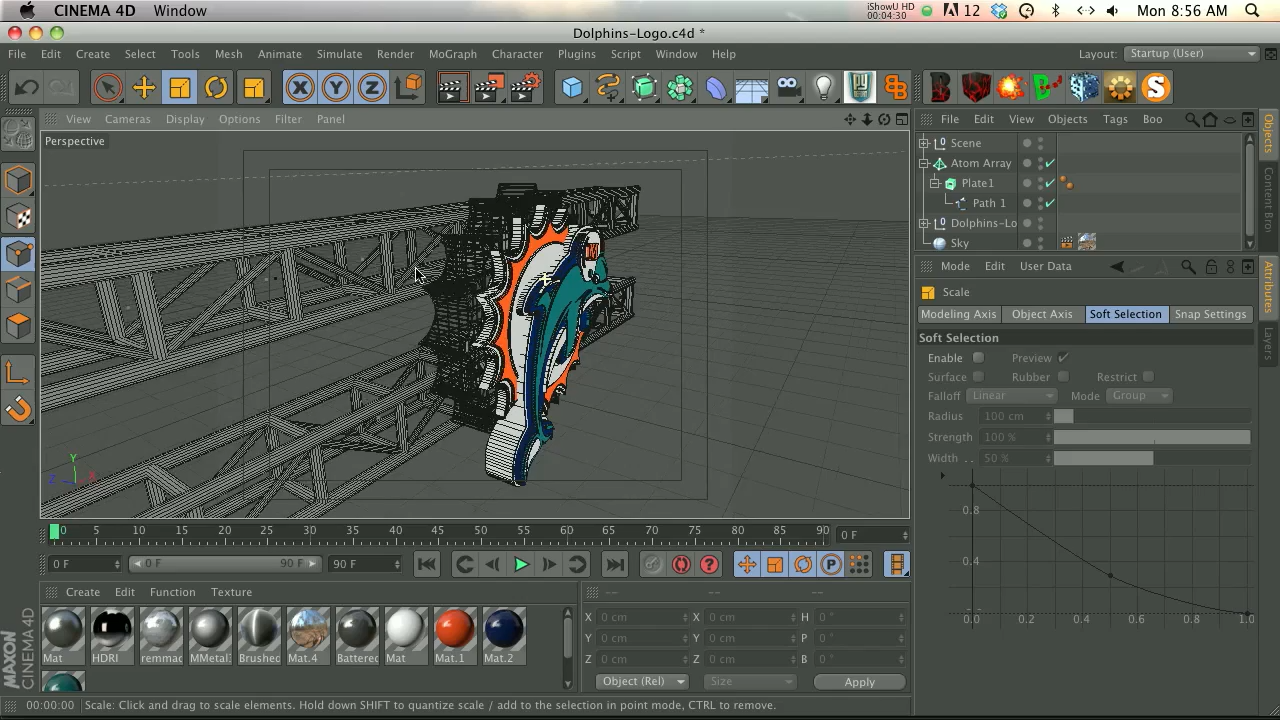 CINEMA 4D Window
iShowU HD
00:04:30
12
Mon 8:56 AM
Dolphins-Logo.c4d *
File Edit Create Select Tools Mesh Animate Simulate Render MoGraph Character Plugins Script Window Help
Layout: Startup (User)
X Y Z
View Cameras Display Options Filter Panel
File Edit View Objects Tags Boo
Perspective
Scene
Atom Array
Plate1
Path 1
Dolphins-Lo
Sky
Objects
Content Brow
Mode Edit User Data
Attributes
Layers
Scale
Modeling Axis Object Axis Soft Selection Snap Settings
Soft Selection
Enable Preview
Surface Rubber Restrict
Falloff Linear Mode Group
Radius 100 cm
Strength 100 %
Width . . 50 %
0.8
0.4
0.0 0.2 0.4 0.6 0.8 1.0
Y
Z X
0 5 10 15 20 25 30 35 40 45 50 55 60 65 70 75 80 85 90
0 F
0 F 0 F 90 F 90 F
P
Create Edit Function Texture
-- -- --
Mat HDRI remmac MMetal Brushed Mat.4 Battered Mat Mat.1 Mat.2
X 0 cm X 0 cm H 0 °
Y 0 cm Y 0 cm P 0 °
Z 0 cm Z 0 cm B 0 °
Object (Rel) Size Apply
MAXON
CINEMA 4D
00:00:00 Scale: Click and drag to scale elements. Hold down SHIFT to quantize scale / add to the selection in point mode, CTRL to remove.